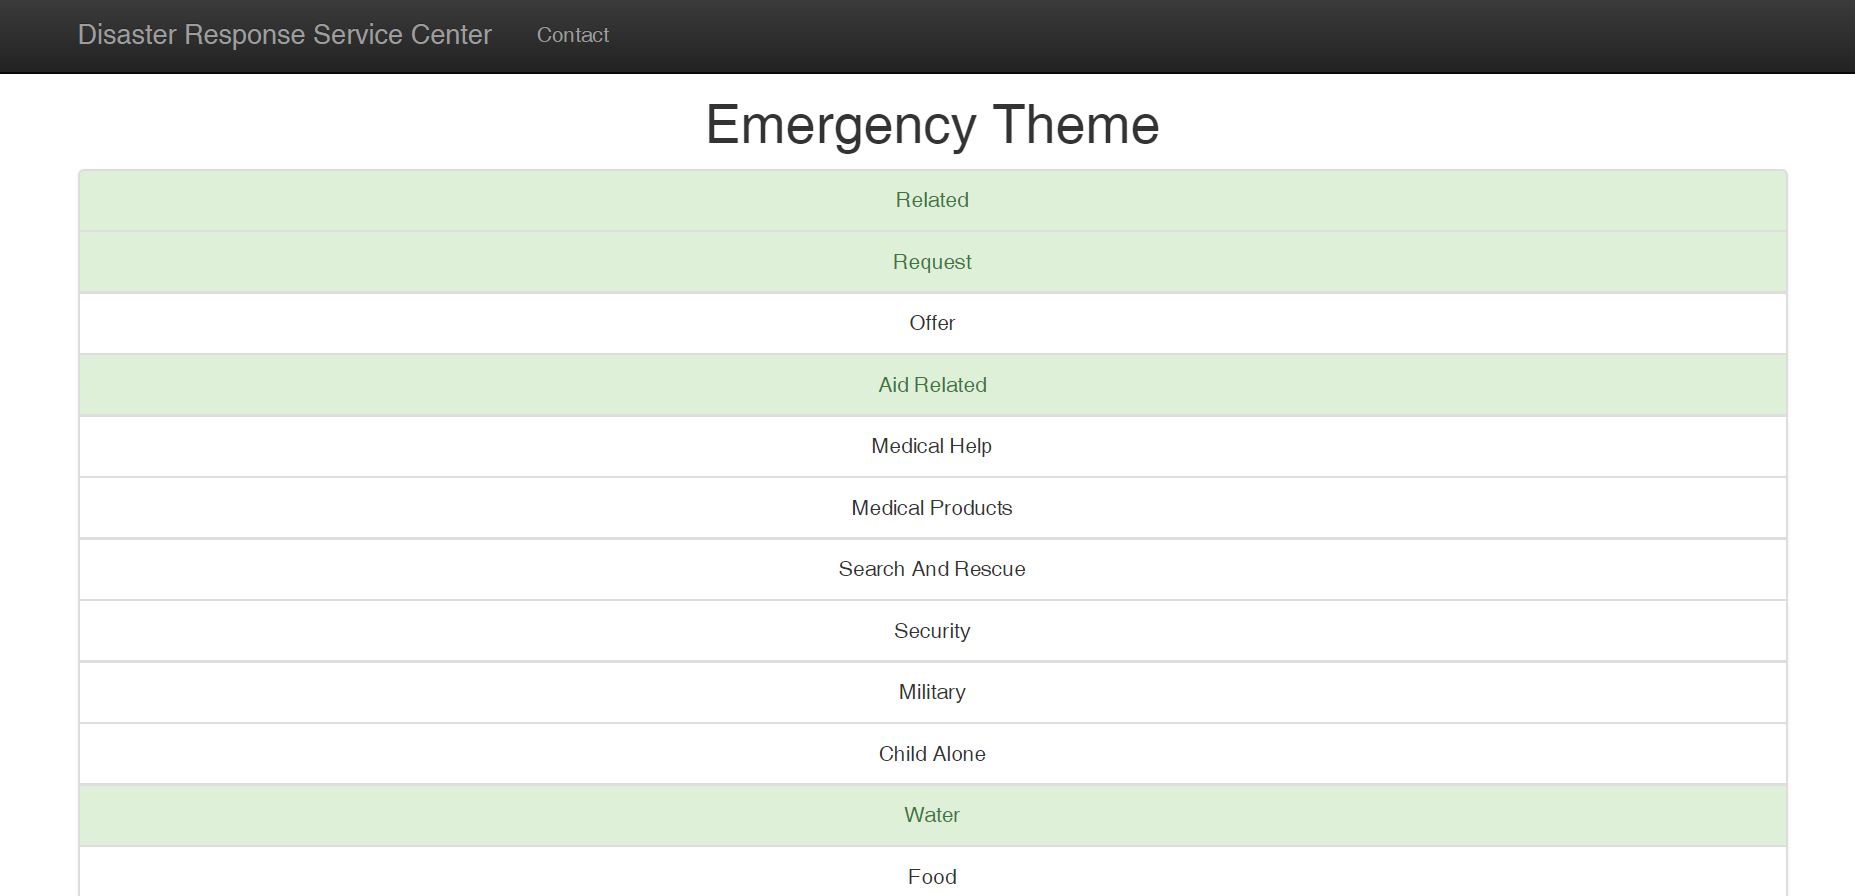 Disaster Response Service Center Contact
Emergency Theme
Related
Request
Offer
Aid Related
Medical Help
Medical Products
Search And Rescue
Security
Military
Child Alone
Water
Food